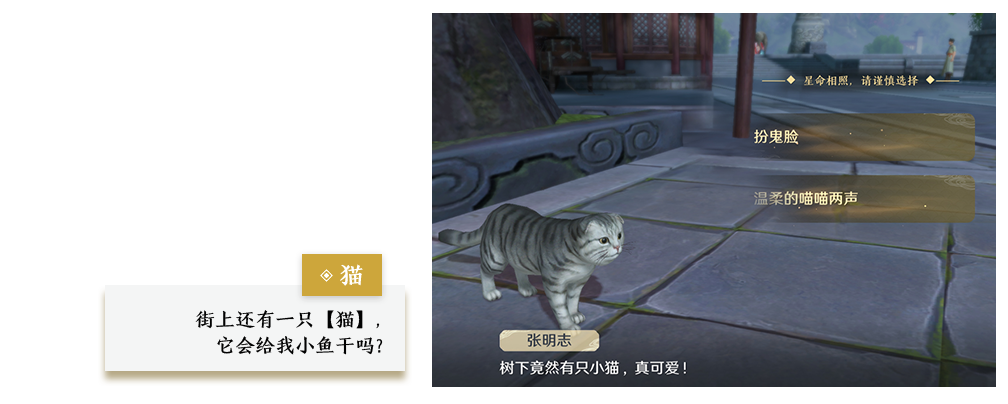 猫
街上还有一只【猫】,
它会给我小鱼干吗?
星命相照,请谨慎选择
扮鬼脸
温柔的喵喵两声
张明志
树下竟然有只小猫,真可爱!